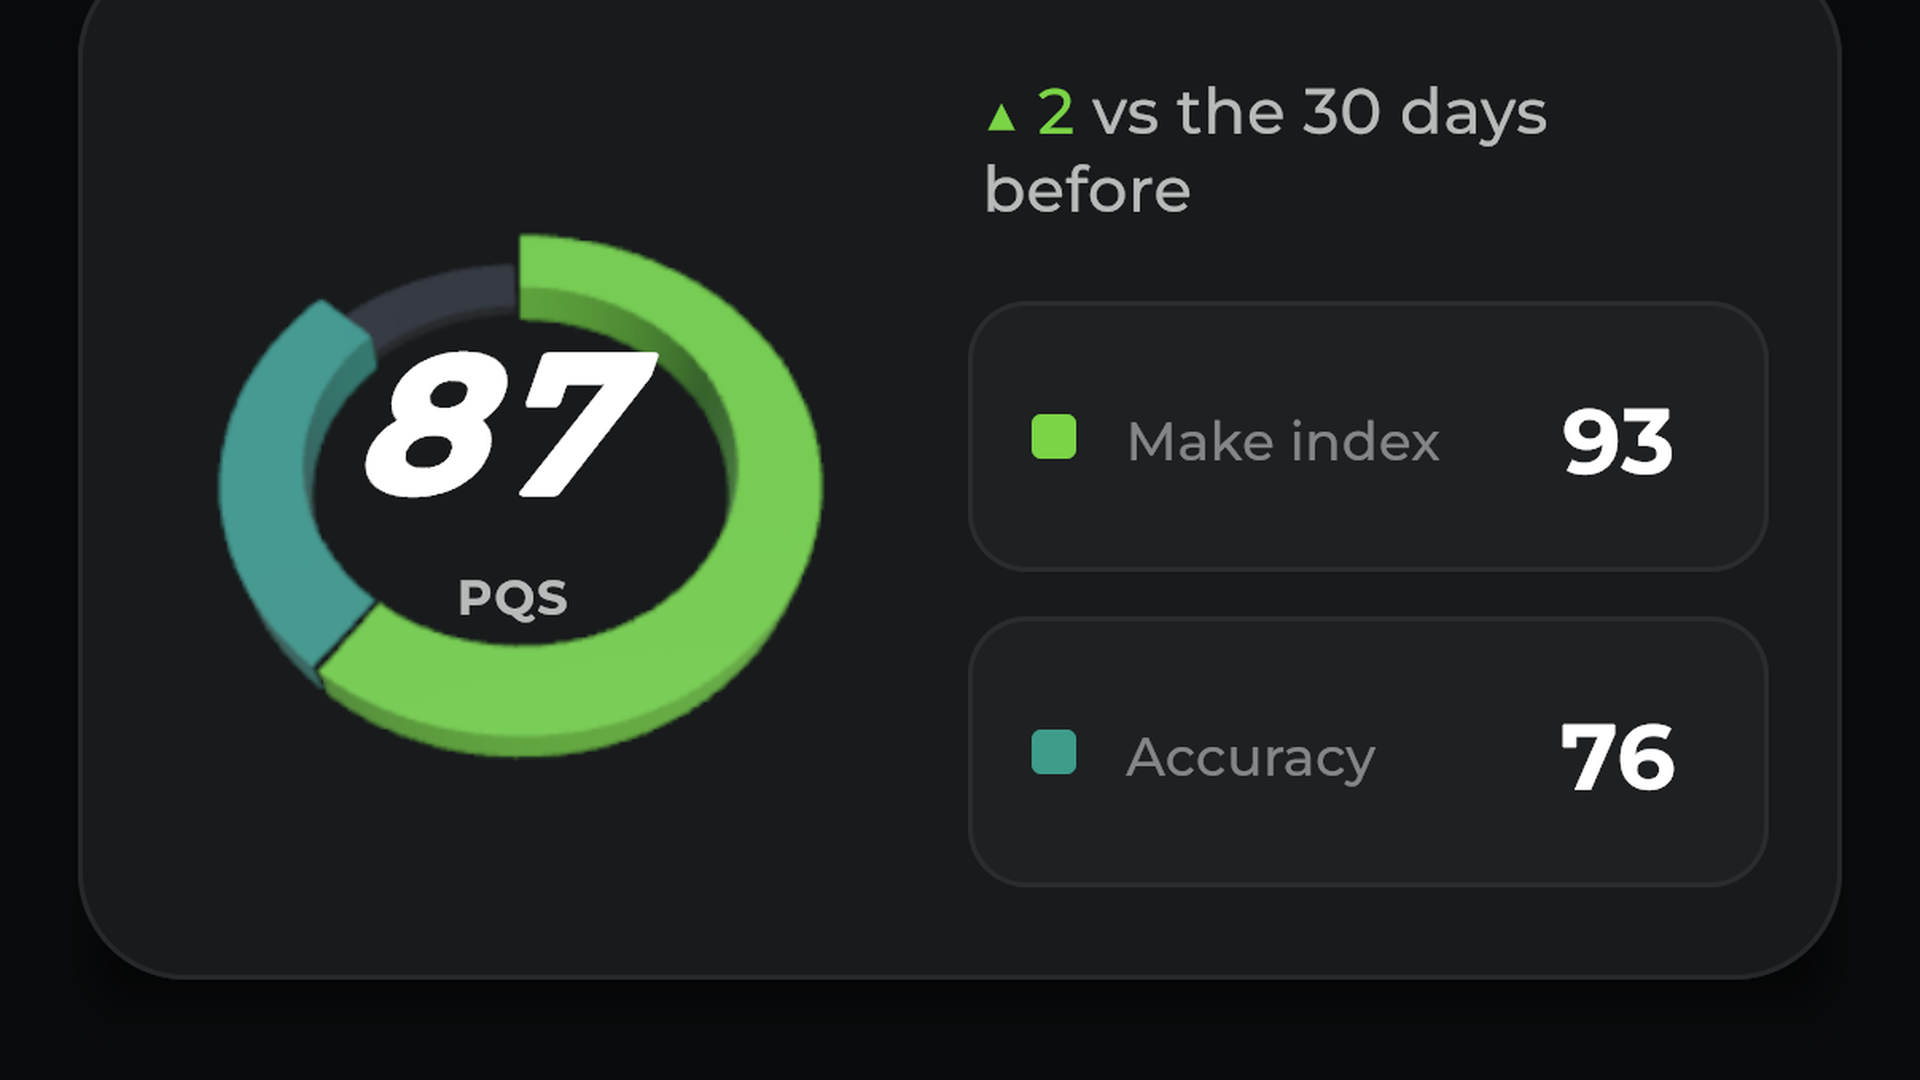 ▲ 2 vs the 30 days
before
87
PQS
Make index 93
Accuracy 76